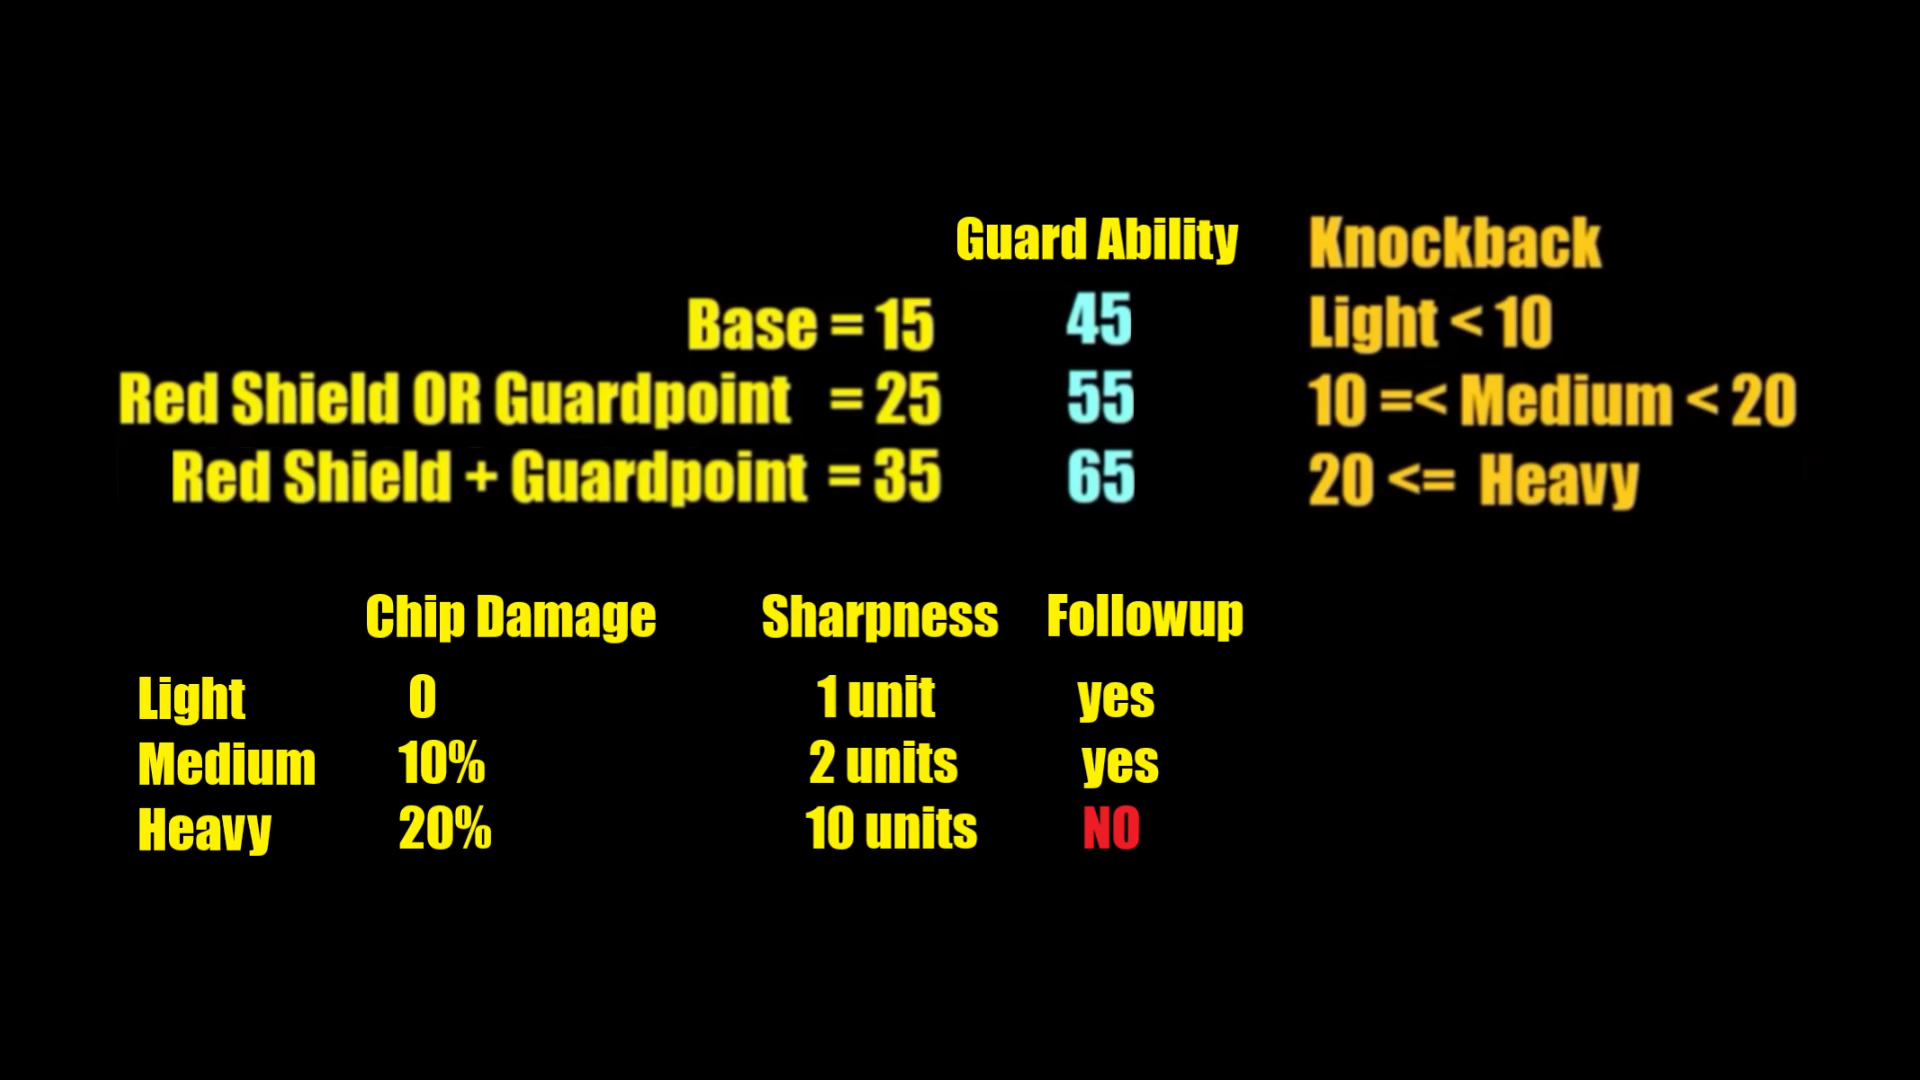 Guard Ability Knockback
Base = 15 45 Light < 10
Red Shield OR Guardpoint = 25 55 10 =< Medium < 20
Red Shield + Guardpoint = 35 65 20 <= Heavy
Chip Damage Sharpness Followup
Light 0 1 unit yes
Medium 10% 2 units yes
Heavy 20% 10 units NO